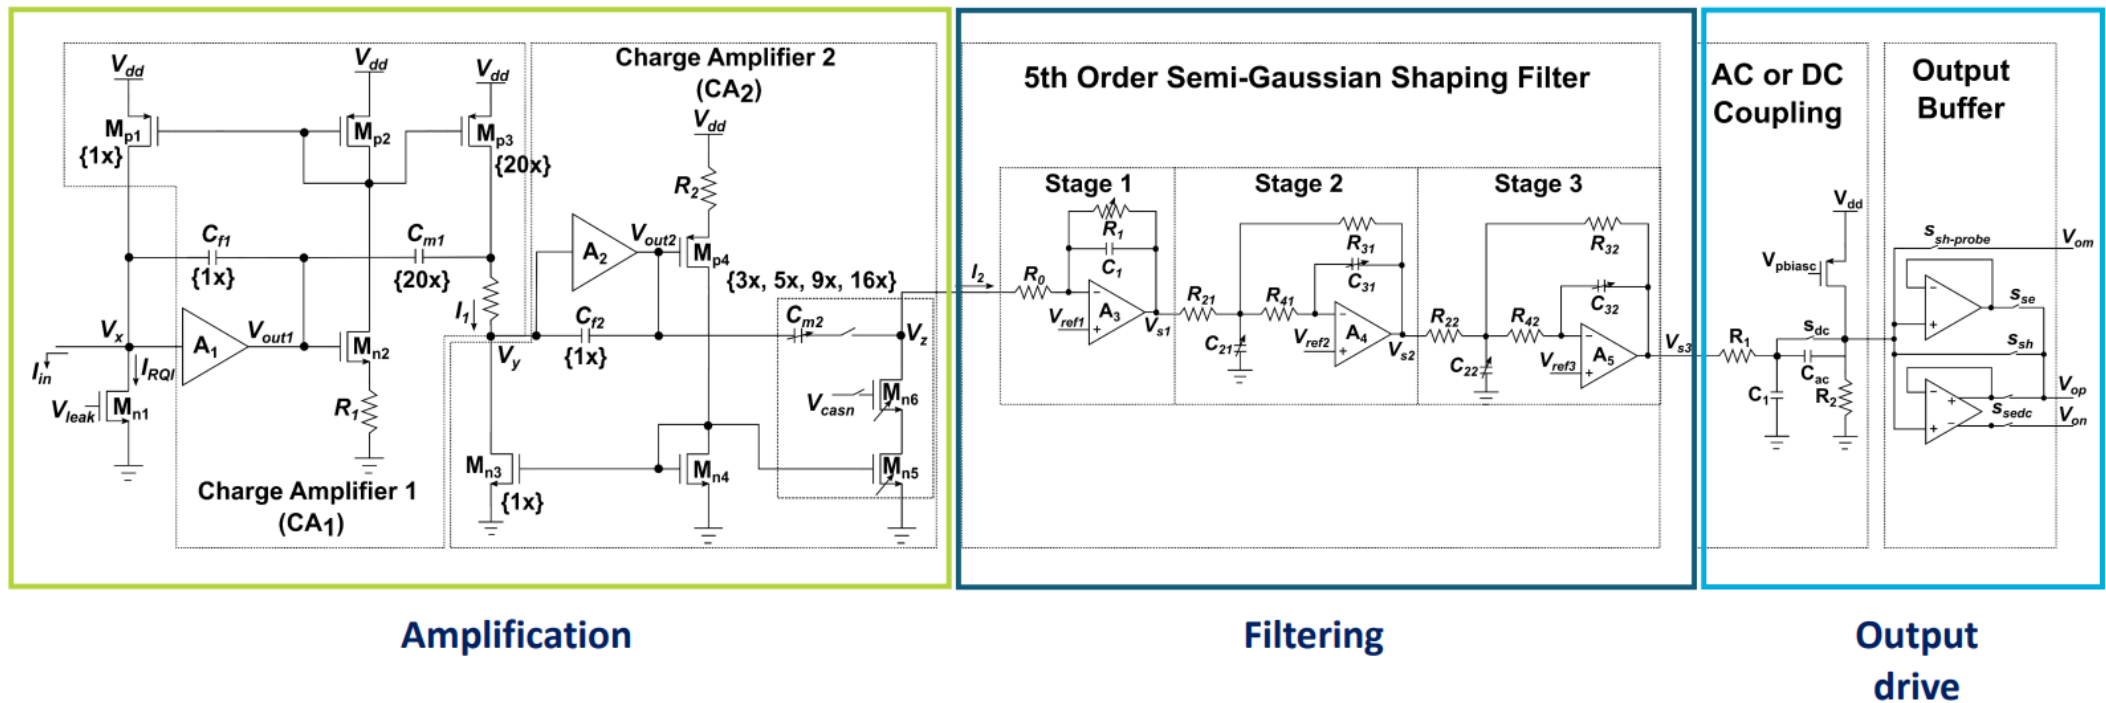 Charge Amplifier 2
(CA2)
5th Order Semi-Gaussian Shaping Filter
AC or DC
Coupling
Output
Buffer
Vdd
Vdd
Vdd
Vdd
Mp1
{1x}
Mp2
Mp3
{20x}
R2
Cf1
{1x}
Cm1
{20x}
A2
Vout2
Mp4
{3x, 5x, 9x, 16x}
I1
Vx
A1
Vout1
Mn2
Iin
IRQI
Vleak
Mn1
R1
Vy
Cf2
{1x}
Cm2
Vz
Vcasn
Mn6
Mn3
{1x}
Mn4
Mn5
Charge Amplifier 1
(CA1)
Stage 1
Stage 2
Stage 3
I2
R0
R1
C1
Vref1
A3
Vs1
R21
C21
R41
R31
C31
Vref2
A4
Vs2
R22
C22
R42
R32
C32
Vref3
A5
Vs3
Vdd
Vpbiasc
R1
C1
sdc
Cac
R2
ssh-probe
Vom
sse
ssh
ssedc
Vop
Von
Amplification
Filtering
Output
drive